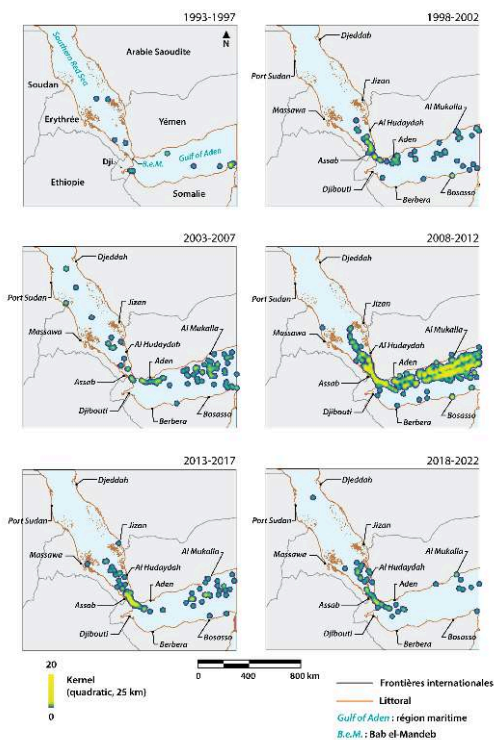 1993-1997
Arabie Saoudite
N
Southern Red Sea
Soudan
Erythrée
Yémen
Dji.
B.e.M.
Gulf of Aden
Ethiopie
Somalie
1998-2002
Djeddah
Port Sudan
Jizan
Massawa
Al Hudaydah
Al Mukalla
Aden
Assab
Djibouti
Berbera
Bosasso
2003-2007
Djeddah
Port Sudan
Jizan
Massawa
Al Hudaydah
Al Mukalla
Aden
Assab
Djibouti
Berbera
Bosasso
2008-2012
Djeddah
Port Sudan
Jizan
Massawa
Al Hudaydah
Al Mukalla
Aden
Assab
Djibouti
Berbera
Bosasso
2013-2017
Djeddah
Port Sudan
Jizan
Massawa
Al Hudaydah
Al Mukalla
Aden
Assab
Djibouti
Berbera
Bosasso
2018-2022
Djeddah
Port Sudan
Jizan
Massawa
Al Hudaydah
Al Mukalla
Aden
Assab
Djibouti
Berbera
Bosasso
20
Kernel
(quadratic, 25 km)
0
0 400 800 km
Frontières internationales
Littoral
Gulf of Aden : région maritime
B.e.M. : Bab el-Mandeb